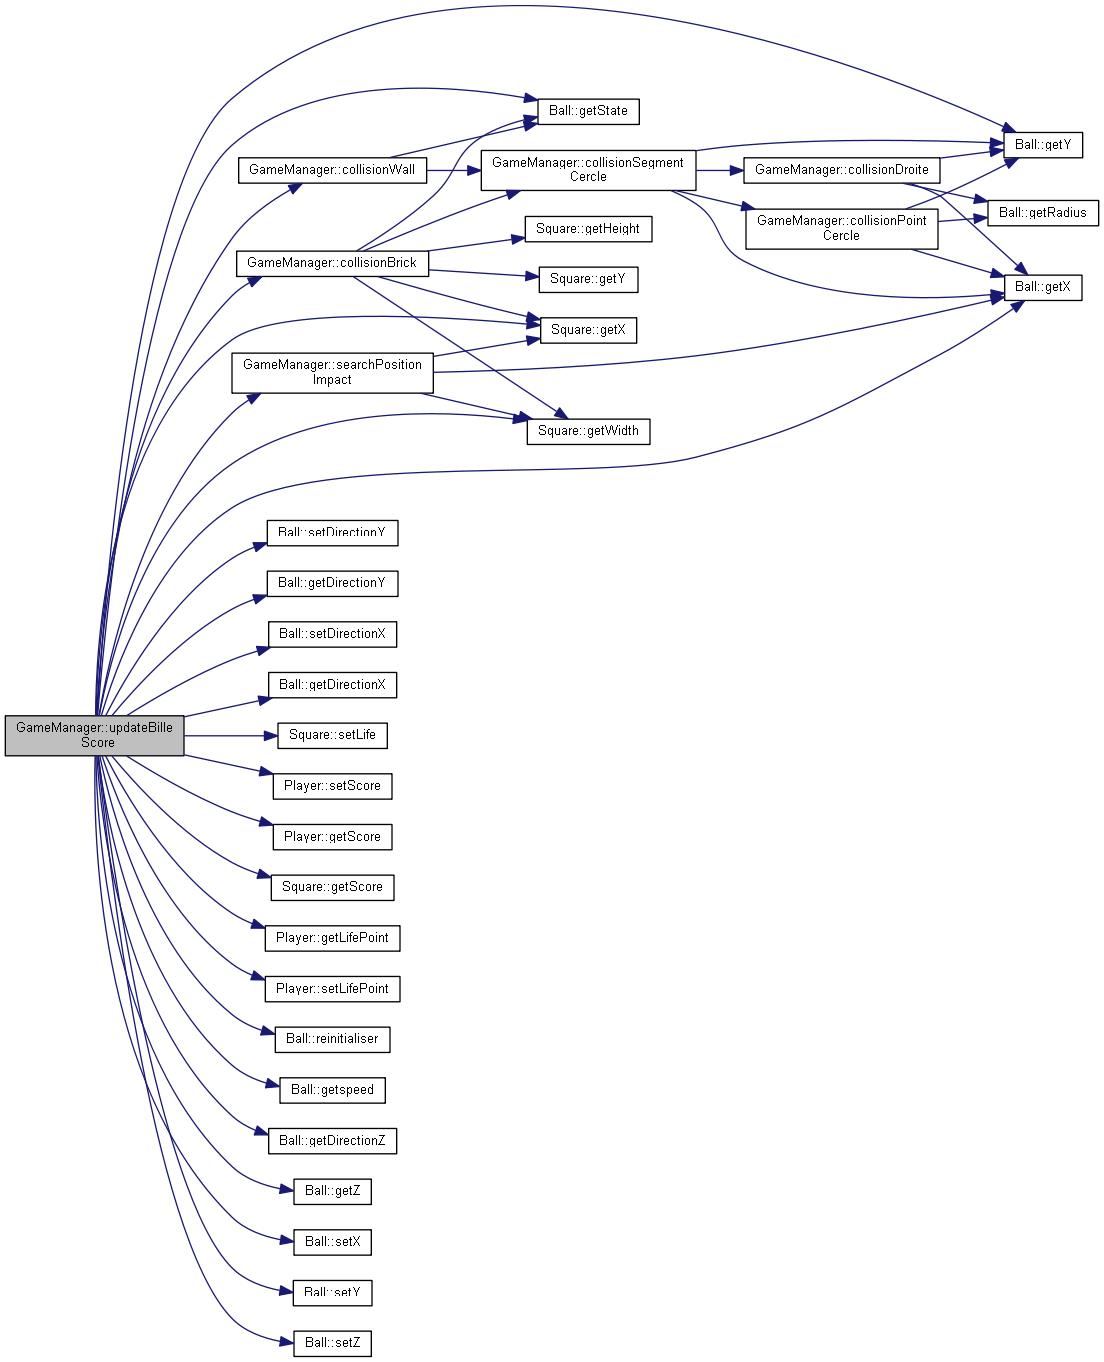 Ball::getState
Ball::getY
GameManager::collisionWall
GameManager::collisionSegment
Cercle
GameManager::collisionDroite
Ball::getRadius
GameManager::collisionPoint
Cercle
Square::getHeight
GameManager::collisionBrick
Square::getY
Ball::getX
Square::getX
GameManager::searchPosition
Impact
Square::getWidth
Ball::setDirectionY
Ball::getDirectionY
Ball::setDirectionX
Ball::getDirectionX
GameManager::updateBille
Score
Square::setLife
Player::setScore
Player::getScore
Square::getScore
Player::getLifePoint
Player::setLifePoint
Ball::reinitialiser
Ball::getspeed
Ball::getDirectionZ
Ball::getZ
Ball::setX
Ball::setY
Ball::setZ